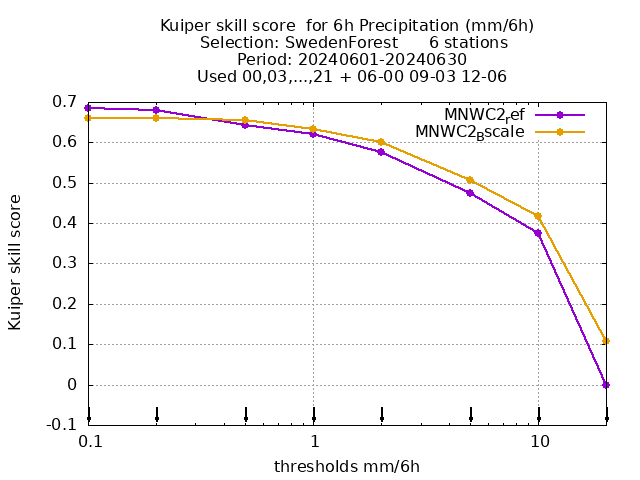 Kuiper skill score  for 6h Precipitation (mm/6h)
Selection: SwedenForest      6 stations
Period: 20240601-20240630
Used 00,03,...,21 + 06-00 09-03 12-06
MNWC2ref
MNWC2Bscale
0.7
0.6
0.5
0.4
0.3
0.2
0.1
0
-0.1
Kuiper skill score
0.1
1
10
thresholds mm/6h